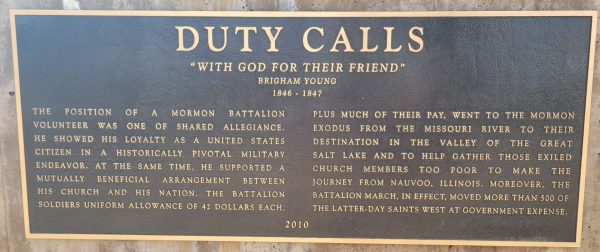 DUTY CALLS
"WITH GOD FOR THEIR FRIEND"
BRIGHAM YOUNG
1846 - 1847
THE POSITION OF A MORMON BATTALION
VOLUNTEER WAS ONE OF SHARED ALLEGIANCE.
HE SHOWED HIS LOYALTY AS A UNITED STATES
CITIZEN IN A HISTORICALLY PIVOTAL MILITARY
ENDEAVOR. AT THE SAME TIME, HE SUPPORTED A
MUTUALLY BENEFICIAL ARRANGEMENT BETWEEN
HIS CHURCH AND HIS NATION. THE BATTALION
SOLDIERS UNIFORM ALLOWANCE OF 42 DOLLARS EACH,
PLUS MUCH OF THEIR PAY, WENT TO THE MORMON
EXODUS FROM THE MISSOURI RIVER TO THEIR
DESTINATION IN THE VALLEY OF THE GREAT
SALT LAKE AND TO HELP GATHER THOSE EXILED
CHURCH MEMBERS TOO POOR TO MAKE THE
JOURNEY FROM NAUVOO, ILLINOIS. MOREOVER, THE
BATTALION MARCH, IN EFFECT, MOVED MORE THAN 500 OF
THE LATTER-DAY SAINTS WEST AT GOVERNMENT EXPENSE.
2010